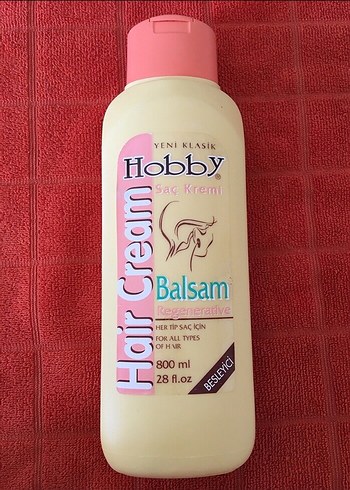 YENI KLASİK
Hobby®
Saç Kremi
Hair Cream
Balsam
Regenerative
HER TİP SAÇ İÇİN
FOR ALL TYPES
OF HAIR
800 ml
28 fl.oz
BESLEYİCİ